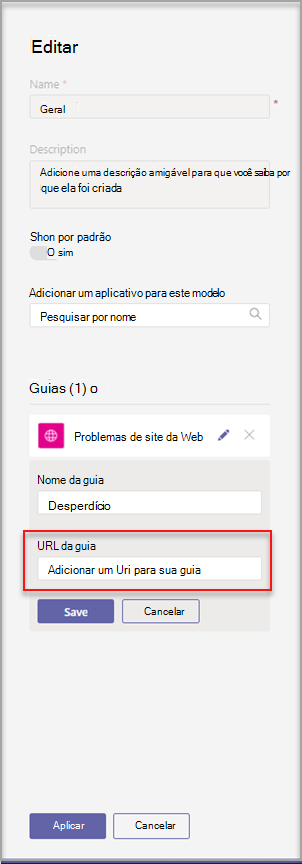 Editar
Name *
Geral
*
Description
Adicione uma descrição amigável para que você saiba por
que ela foi criada
Shon por padrão
O sim
Adicionar um aplicativo para este modelo
Pesquisar por nome
Guias (1) o
Problemas de site da Web
Nome da guia
Desperdício
URL da guia
Adicionar um Uri para sua guia
Save
Cancelar
Aplicar
Cancelar